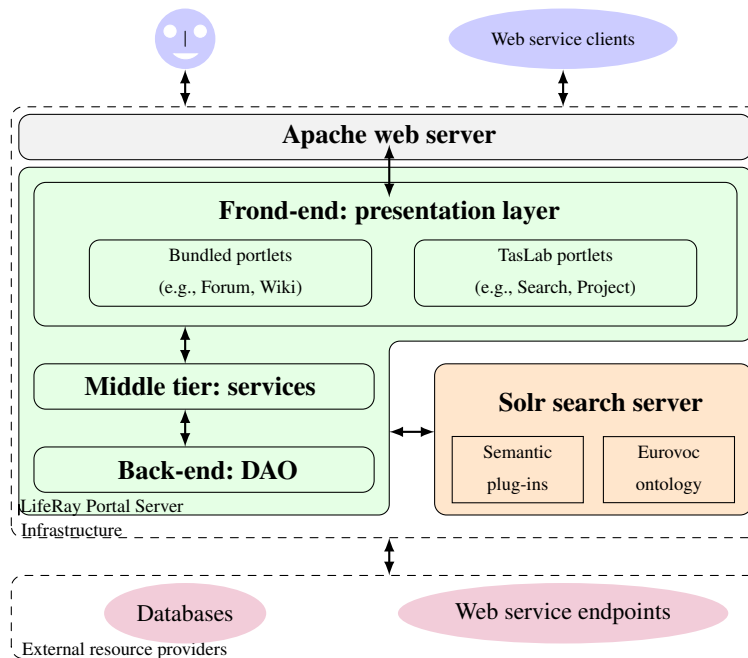 Web service clients
Apache web server
Frond-end: presentation layer
Bundled portlets
(e.g., Forum, Wiki)
TasLab portlets
(e.g., Search, Project)
Middle tier: services
Solr search server
Semantic
plug-ins
Eurovoc
ontology
Back-end: DAO
LifeRay Portal Server
Infrastructure
Databases
Web service endpoints
External resource providers